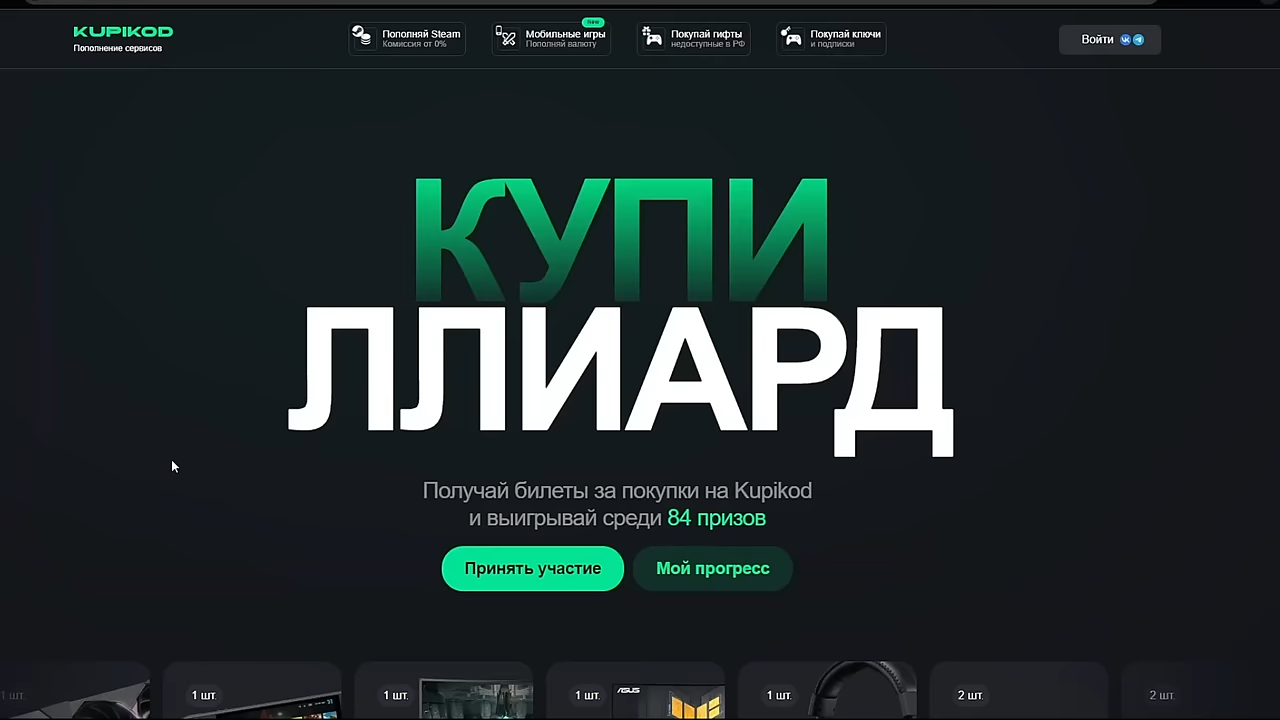 KUPIKOD
Пополнение сервисов
Пополняй Steam
Комиссия от 0%
New
Мобильные игры
Пополняй валюту
Покупай гифты
недоступные в РФ
Покупай ключи
и подписки
Войти
КУПИ
ЛЛИАРД
Получай билеты за покупки на Kupikod
и выигрывай среди 84 призов
Принять участие
Мой прогресс
1 шт.
1 шт.
1 шт.
1 шт.
1 шт.
2 шт.
2 шт.
ASUS